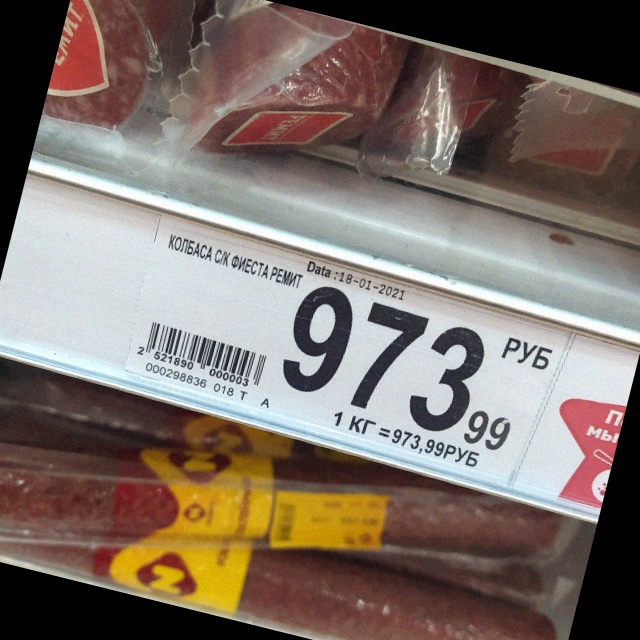 РЕМИТ
КОЛБАСА С/К ФИЕСТА РЕМИТ
Data :18-01-2021
973
99
РУБ
2 521890 000003
000298836 018 Т А
1 КГ =973,99РУБ